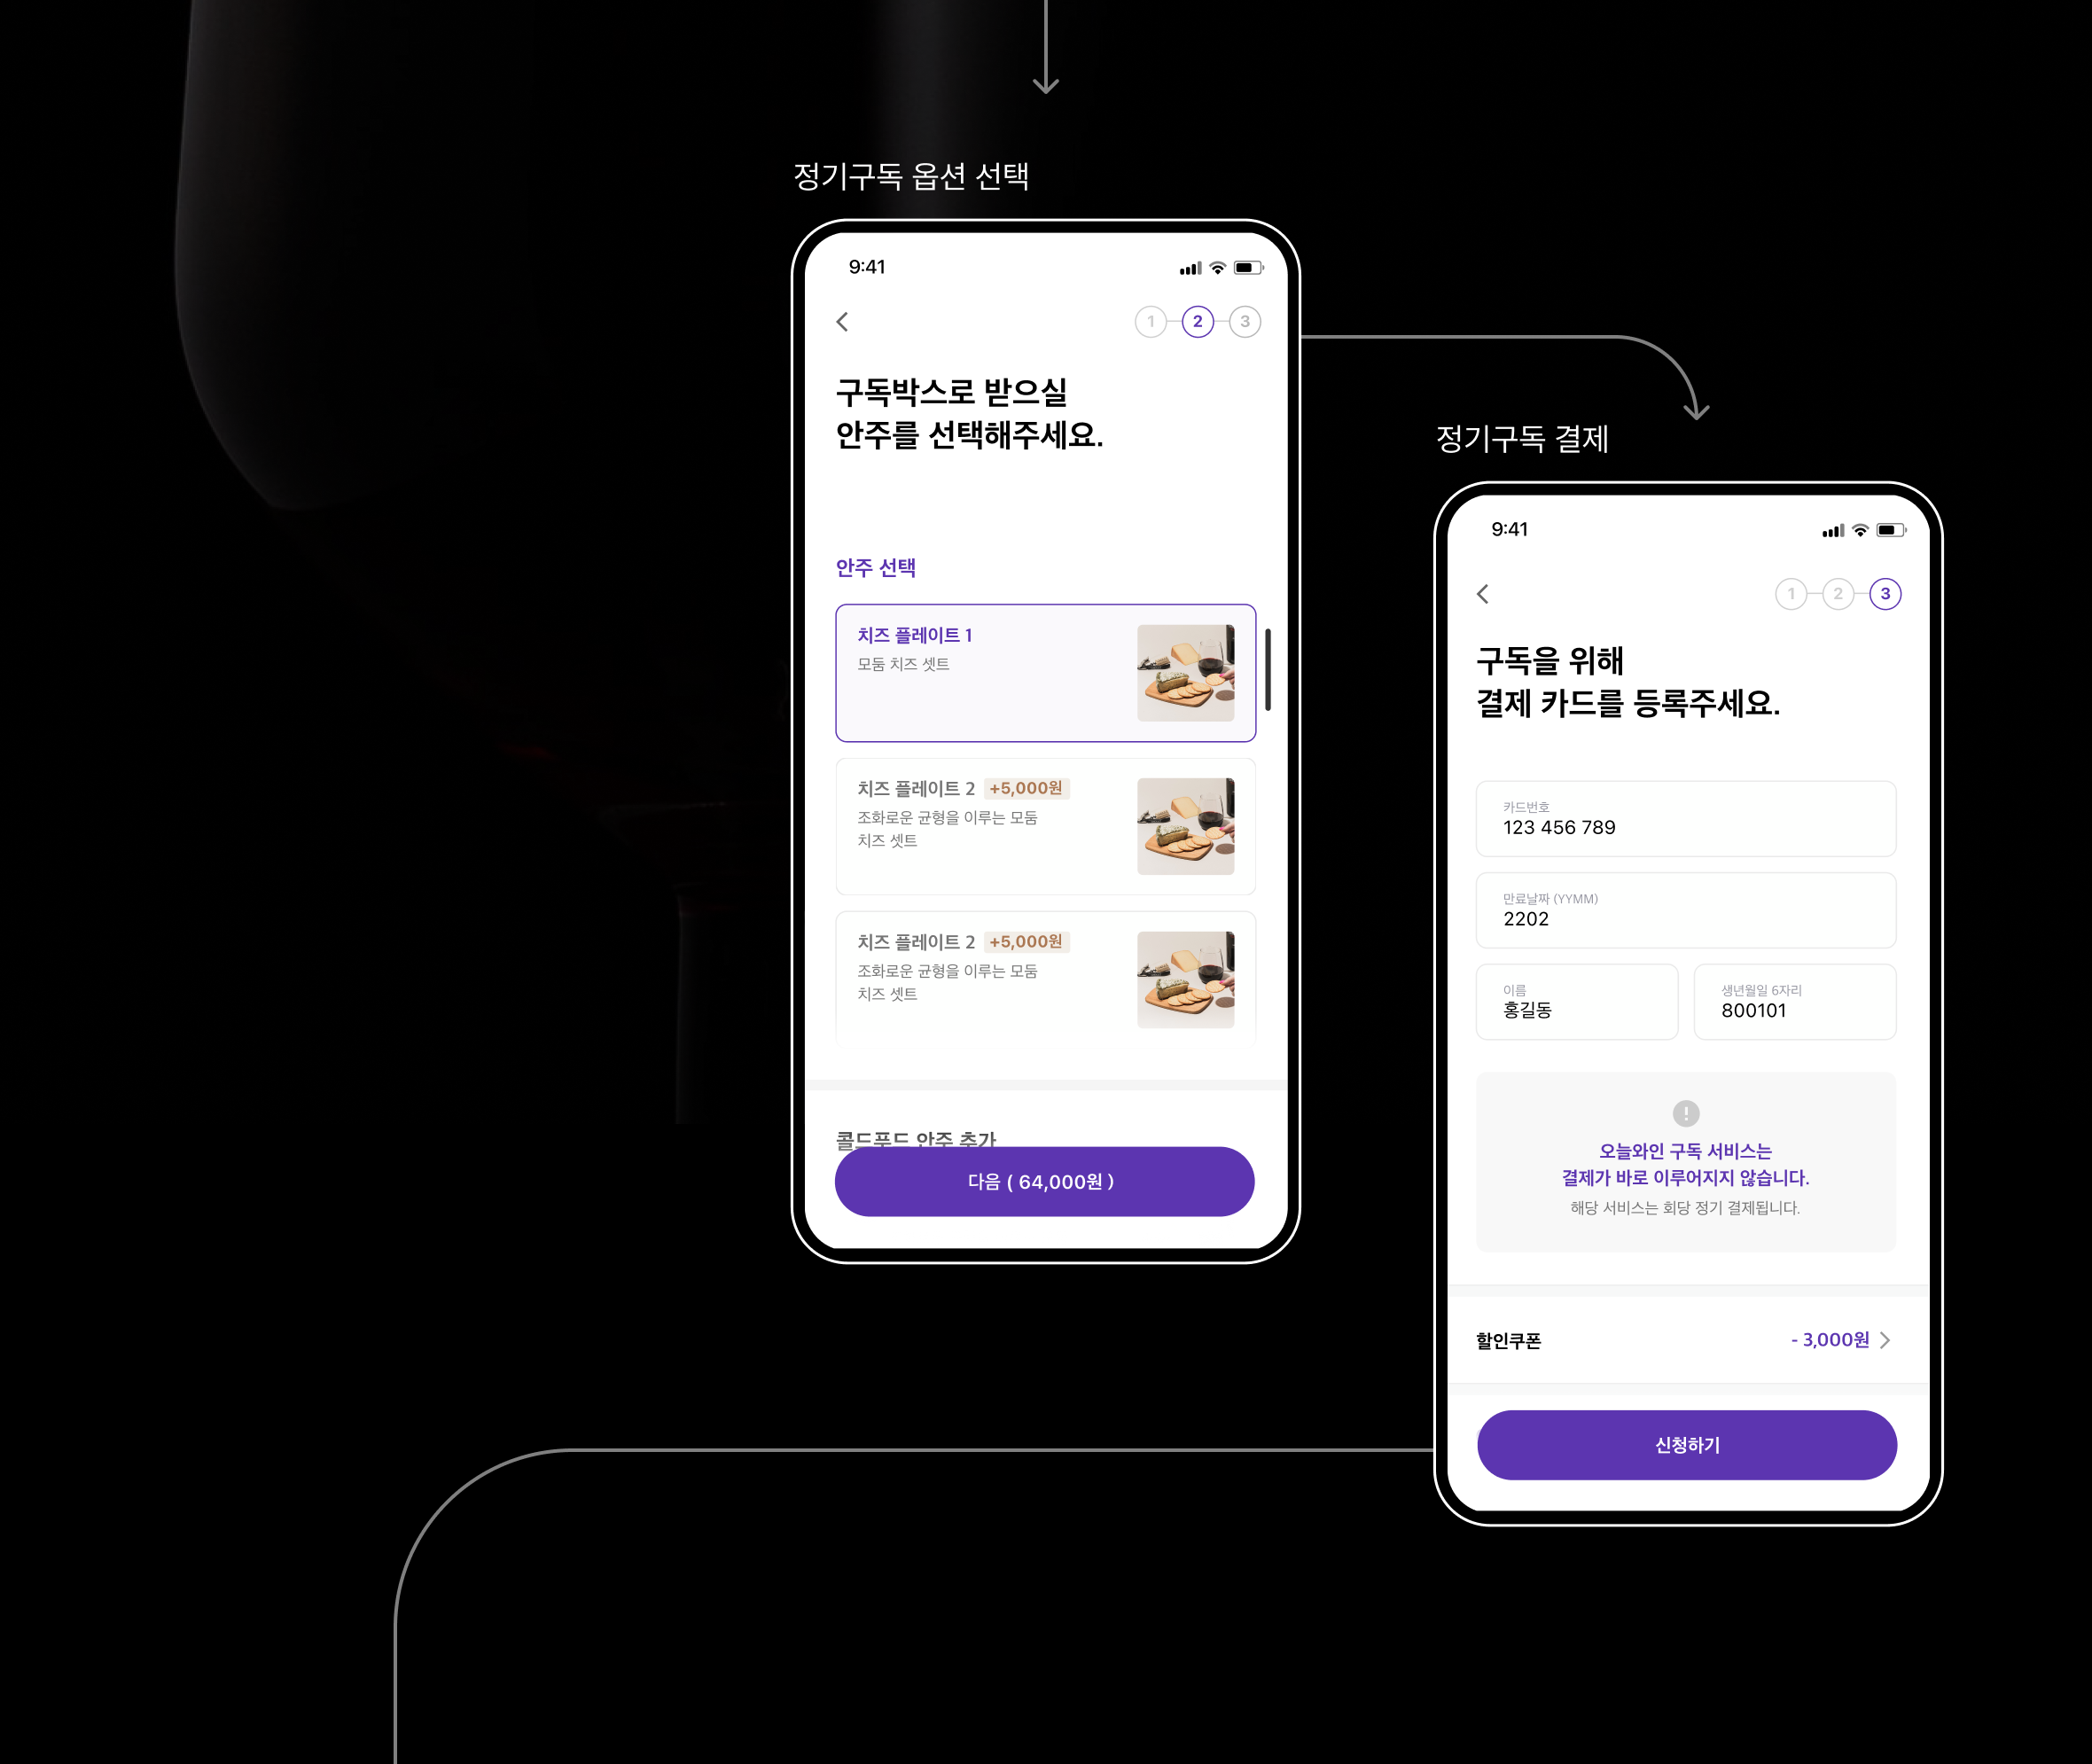 정기구독 옵션 선택
9:41
1 2 3
구독박스로 받으실
안주를 선택해주세요.
안주 선택
치즈 플레이트 1
모둠 치즈 셋트
치즈 플레이트 2 +5,000원
조화로운 균형을 이루는 모둠
치즈 셋트
치즈 플레이트 2 +5,000원
조화로운 균형을 이루는 모둠
치즈 셋트
콜드푸드 안주 추가
다음 ( 64,000원 )
정기구독 결제
9:41
1 2 3
구독을 위해
결제 카드를 등록주세요.
카드번호
123 456 789
만료날짜 (YYMM)
2202
이름
홍길동
생년월일 6자리
800101
오늘와인 구독 서비스는
결제가 바로 이루어지지 않습니다.
해당 서비스는 회당 정기 결제됩니다.
할인쿠폰 - 3,000원
신청하기